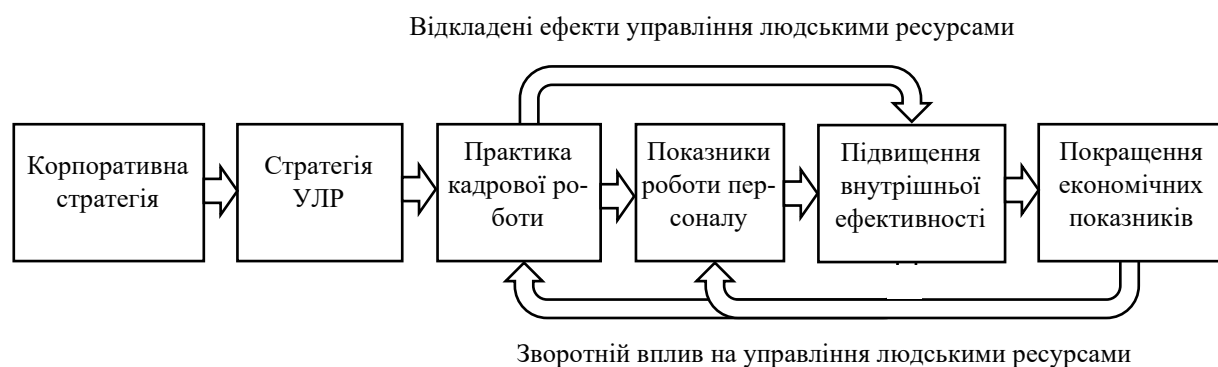 Відкладені ефекти управління людськими ресурсами
Корпоративна
стратегія
Стратегія
УЛР
Практика
кадрової ро-
боти
Показники
роботи пер-
соналу
Підвищення
внутрішньої
ефективності
Покращення
економічних
показників
Зворотній вплив на управління людськими ресурсами